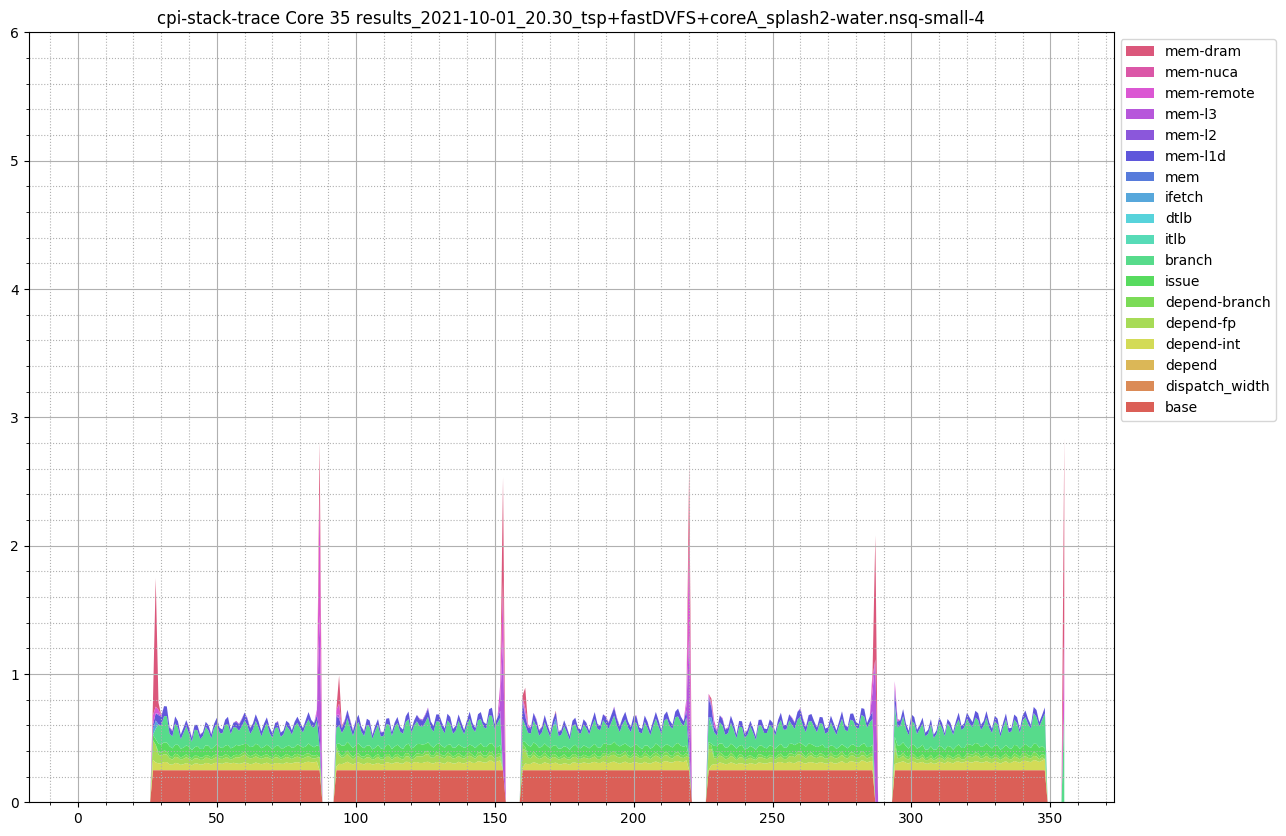 cpi-stack-trace Core 35 results_2021-10-01_20.30_tsp+fastDVFS+coreA_splash2-water.nsq-small-4
6
5
4
3
2
1
0
0 50 100 150 200 250 300 350
mem-dram
mem-nuca
mem-remote
mem-l3
mem-l2
mem-l1d
mem
ifetch
dtlb
itlb
branch
issue
depend-branch
depend-fp
depend-int
depend
dispatch_width
base